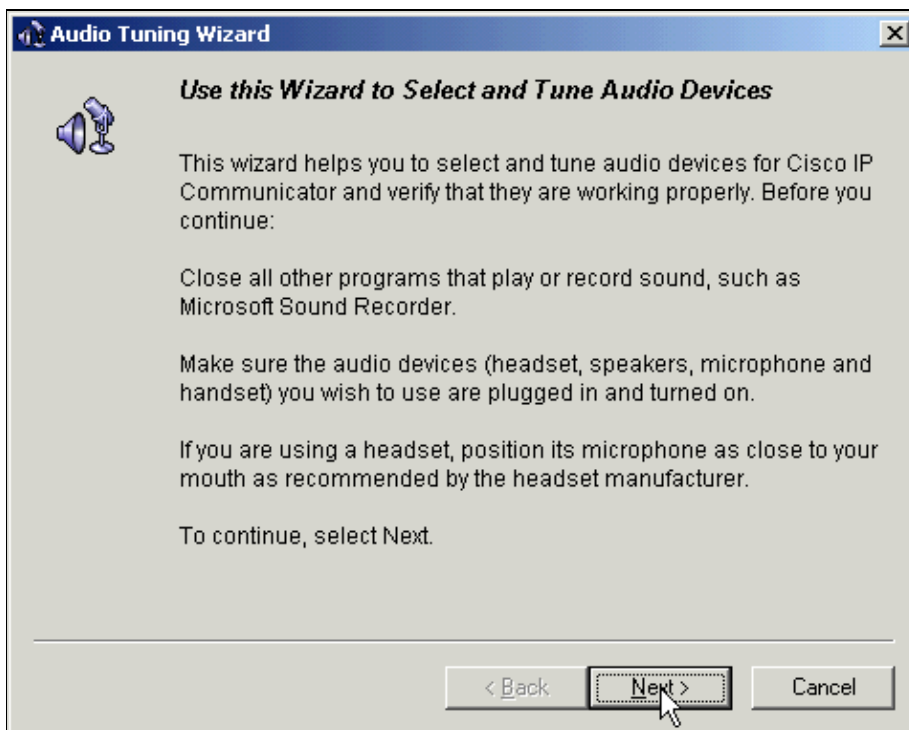 Audio Tuning Wizard
Use this Wizard to Select and Tune Audio Devices
This wizard helps you to select and tune audio devices for Cisco IP
Communicator and verify that they are working properly. Before you
continue:
Close all other programs that play or record sound, such as
Microsoft Sound Recorder.
Make sure the audio devices (headset, speakers, microphone and
handset) you wish to use are plugged in and turned on.
If you are using a headset, position its microphone as close to your
mouth as recommended by the headset manufacturer.
To continue, select Next.
< Back
Next >
Cancel